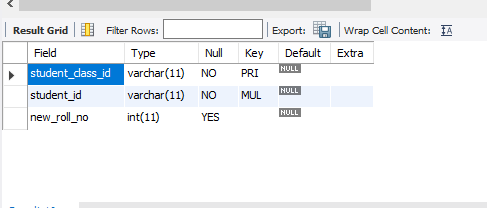 Result Grid Filter Rows: Export: Wrap Cell Content:
Field Type Null Key Default Extra
student_class_id varchar(11) NO PRI NULL
student_id varchar(11) NO MUL NULL
new_roll_no int(11) YES NULL